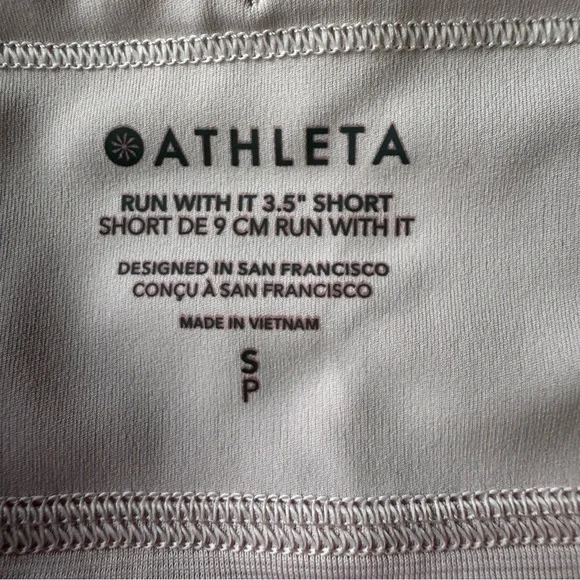 ATHLETA
RUN WITH IT 3.5" SHORT
SHORT DE 9 CM RUN WITH IT
DESIGNED IN SAN FRANCISCO
CONÇU À SAN FRANCISCO
MADE IN VIETNAM
S
P